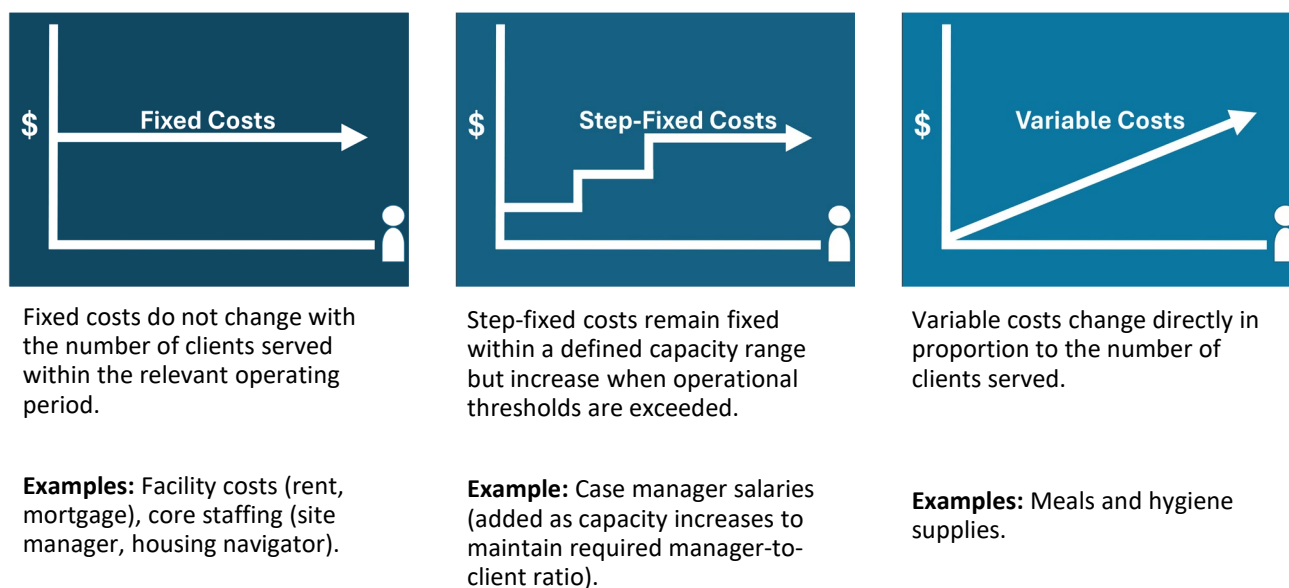 $
Fixed Costs
Fixed costs do not change with
the number of clients served
within the relevant operating
period.
Examples: Facility costs (rent,
mortgage), core staffing (site
manager, housing navigator).
$
Step-Fixed Costs
Step-fixed costs remain fixed
within a defined capacity range
but increase when operational
thresholds are exceeded.
Example: Case manager salaries
(added as capacity increases to
maintain required manager-to-
client ratio).
$
Variable Costs
Variable costs change directly in
proportion to the number of
clients served.
Examples: Meals and hygiene
supplies.